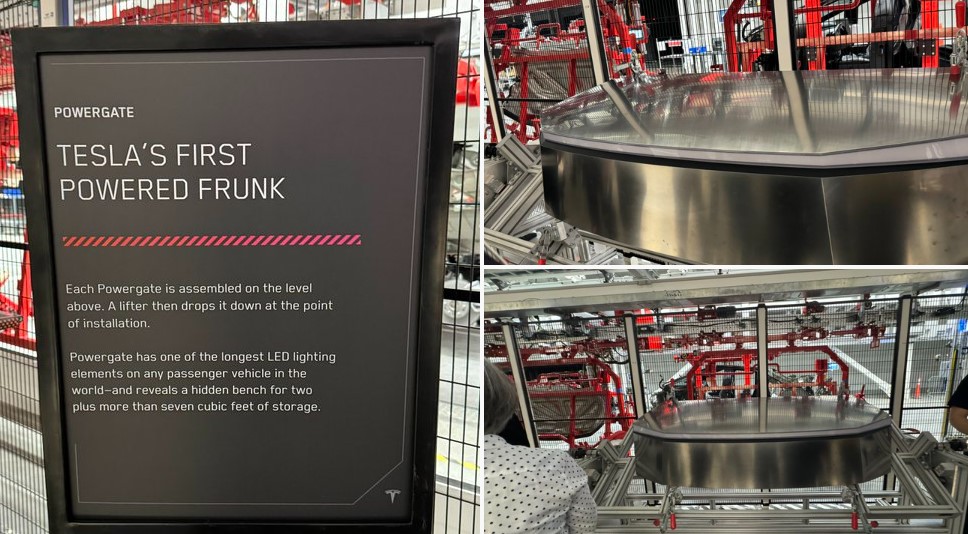 POWERGATE
TESLA'S FIRST
POWERED FRUNK
Each Powergate is assembled on the level
above. A lifter then drops it down at the point
of installation.
Powergate has one of the longest LED lighting
elements on any passenger vehicle in the
world—and reveals a hidden bench for two
plus more than seven cubic feet of storage.